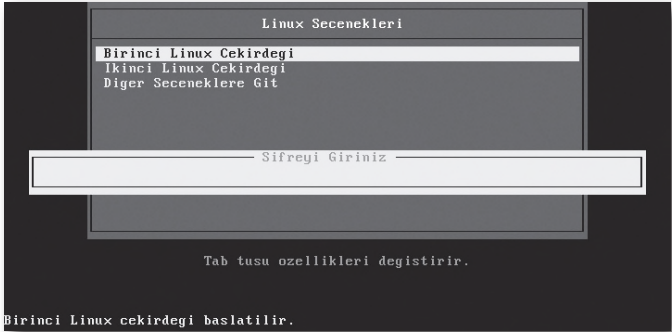 Linux Secenekleri
Birinci Linux Cekirdegi
Ikinci Linux Cekirdegi
Diger Seceneklere Git
Sifreyi Giriniz
Tab tusu ozellikleri degistirir.
Birinci Linux cekirdegi baslatilir.